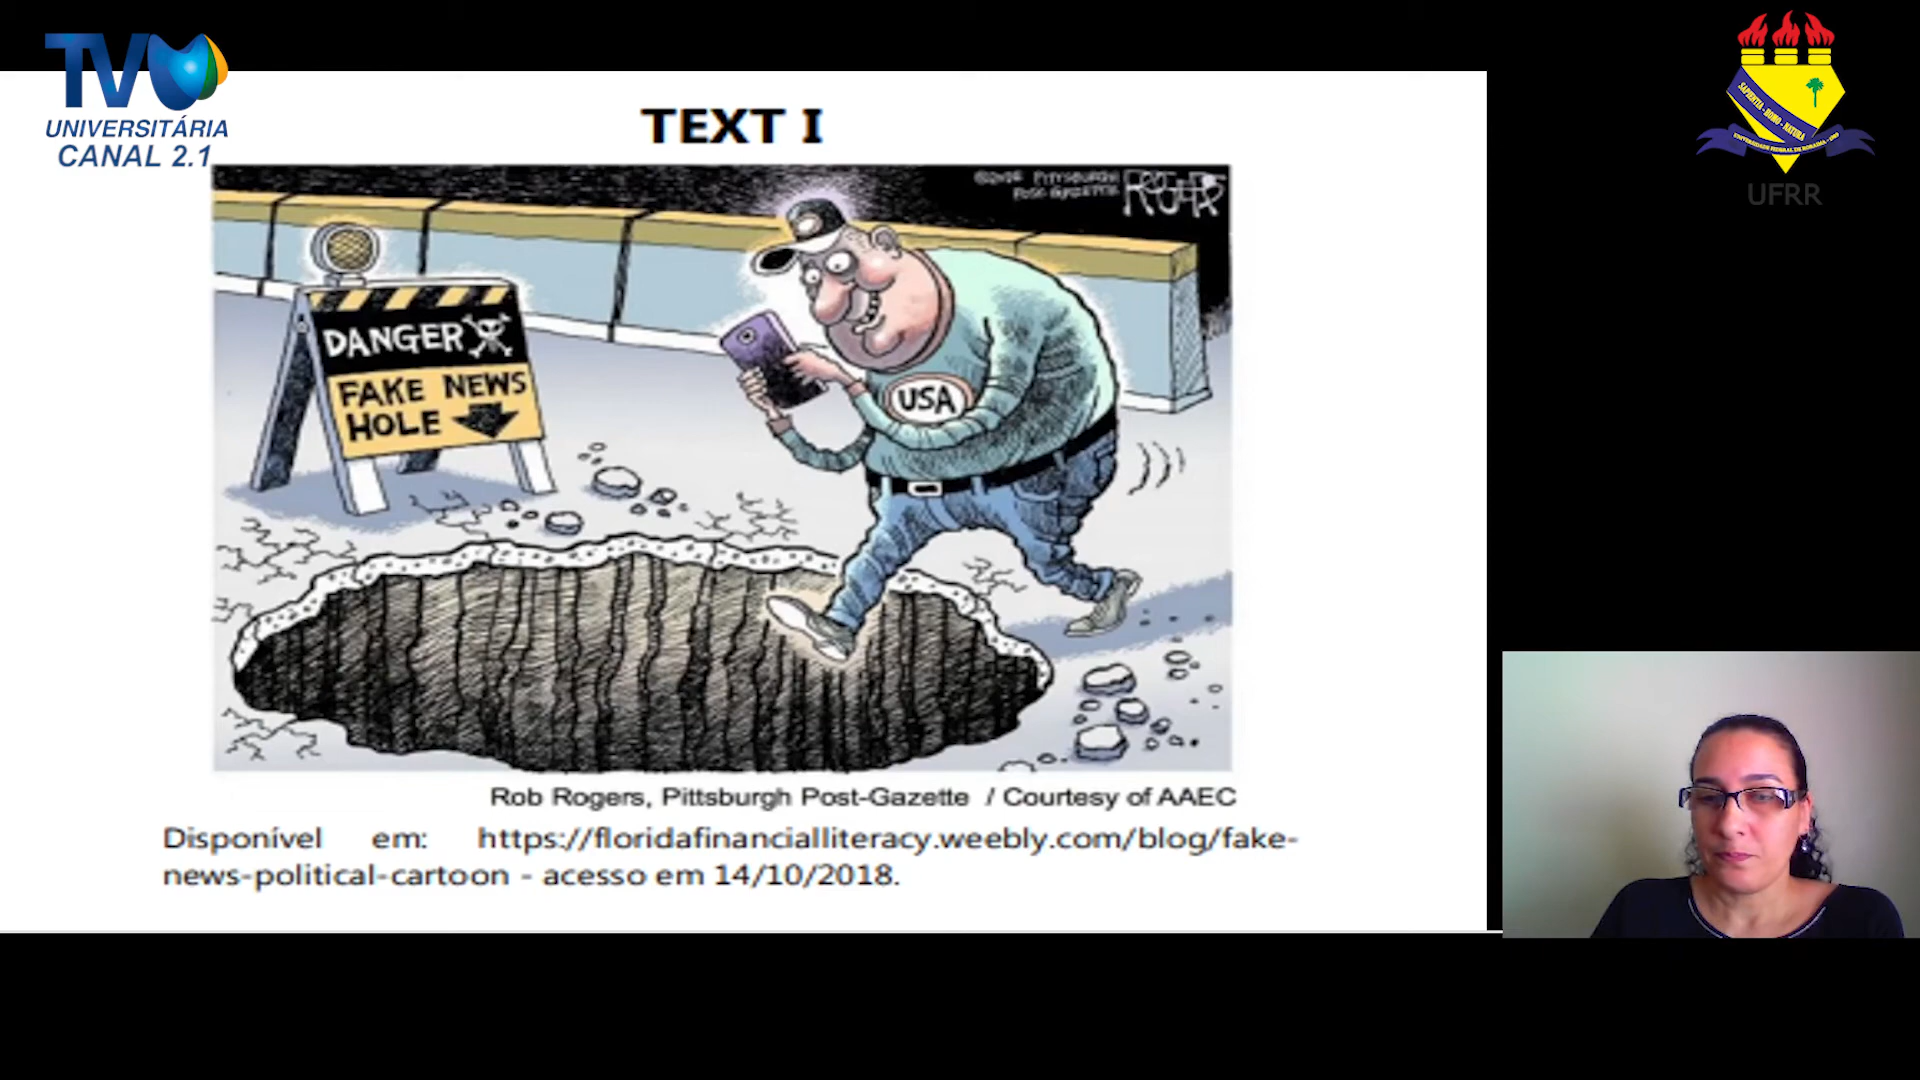 TV
UNIVERSITÁRIA
CANAL 2.1
TEXT I
ROGERS
DANGER
FAKE NEWS
HOLE
USA
Rob Rogers, Pittsburgh Post-Gazette / Courtesy of AAEC
Disponível em: https://floridafinancialliteracy.weebly.com/blog/fake-
news-political-cartoon - acesso em 14/10/2018.
UFRR